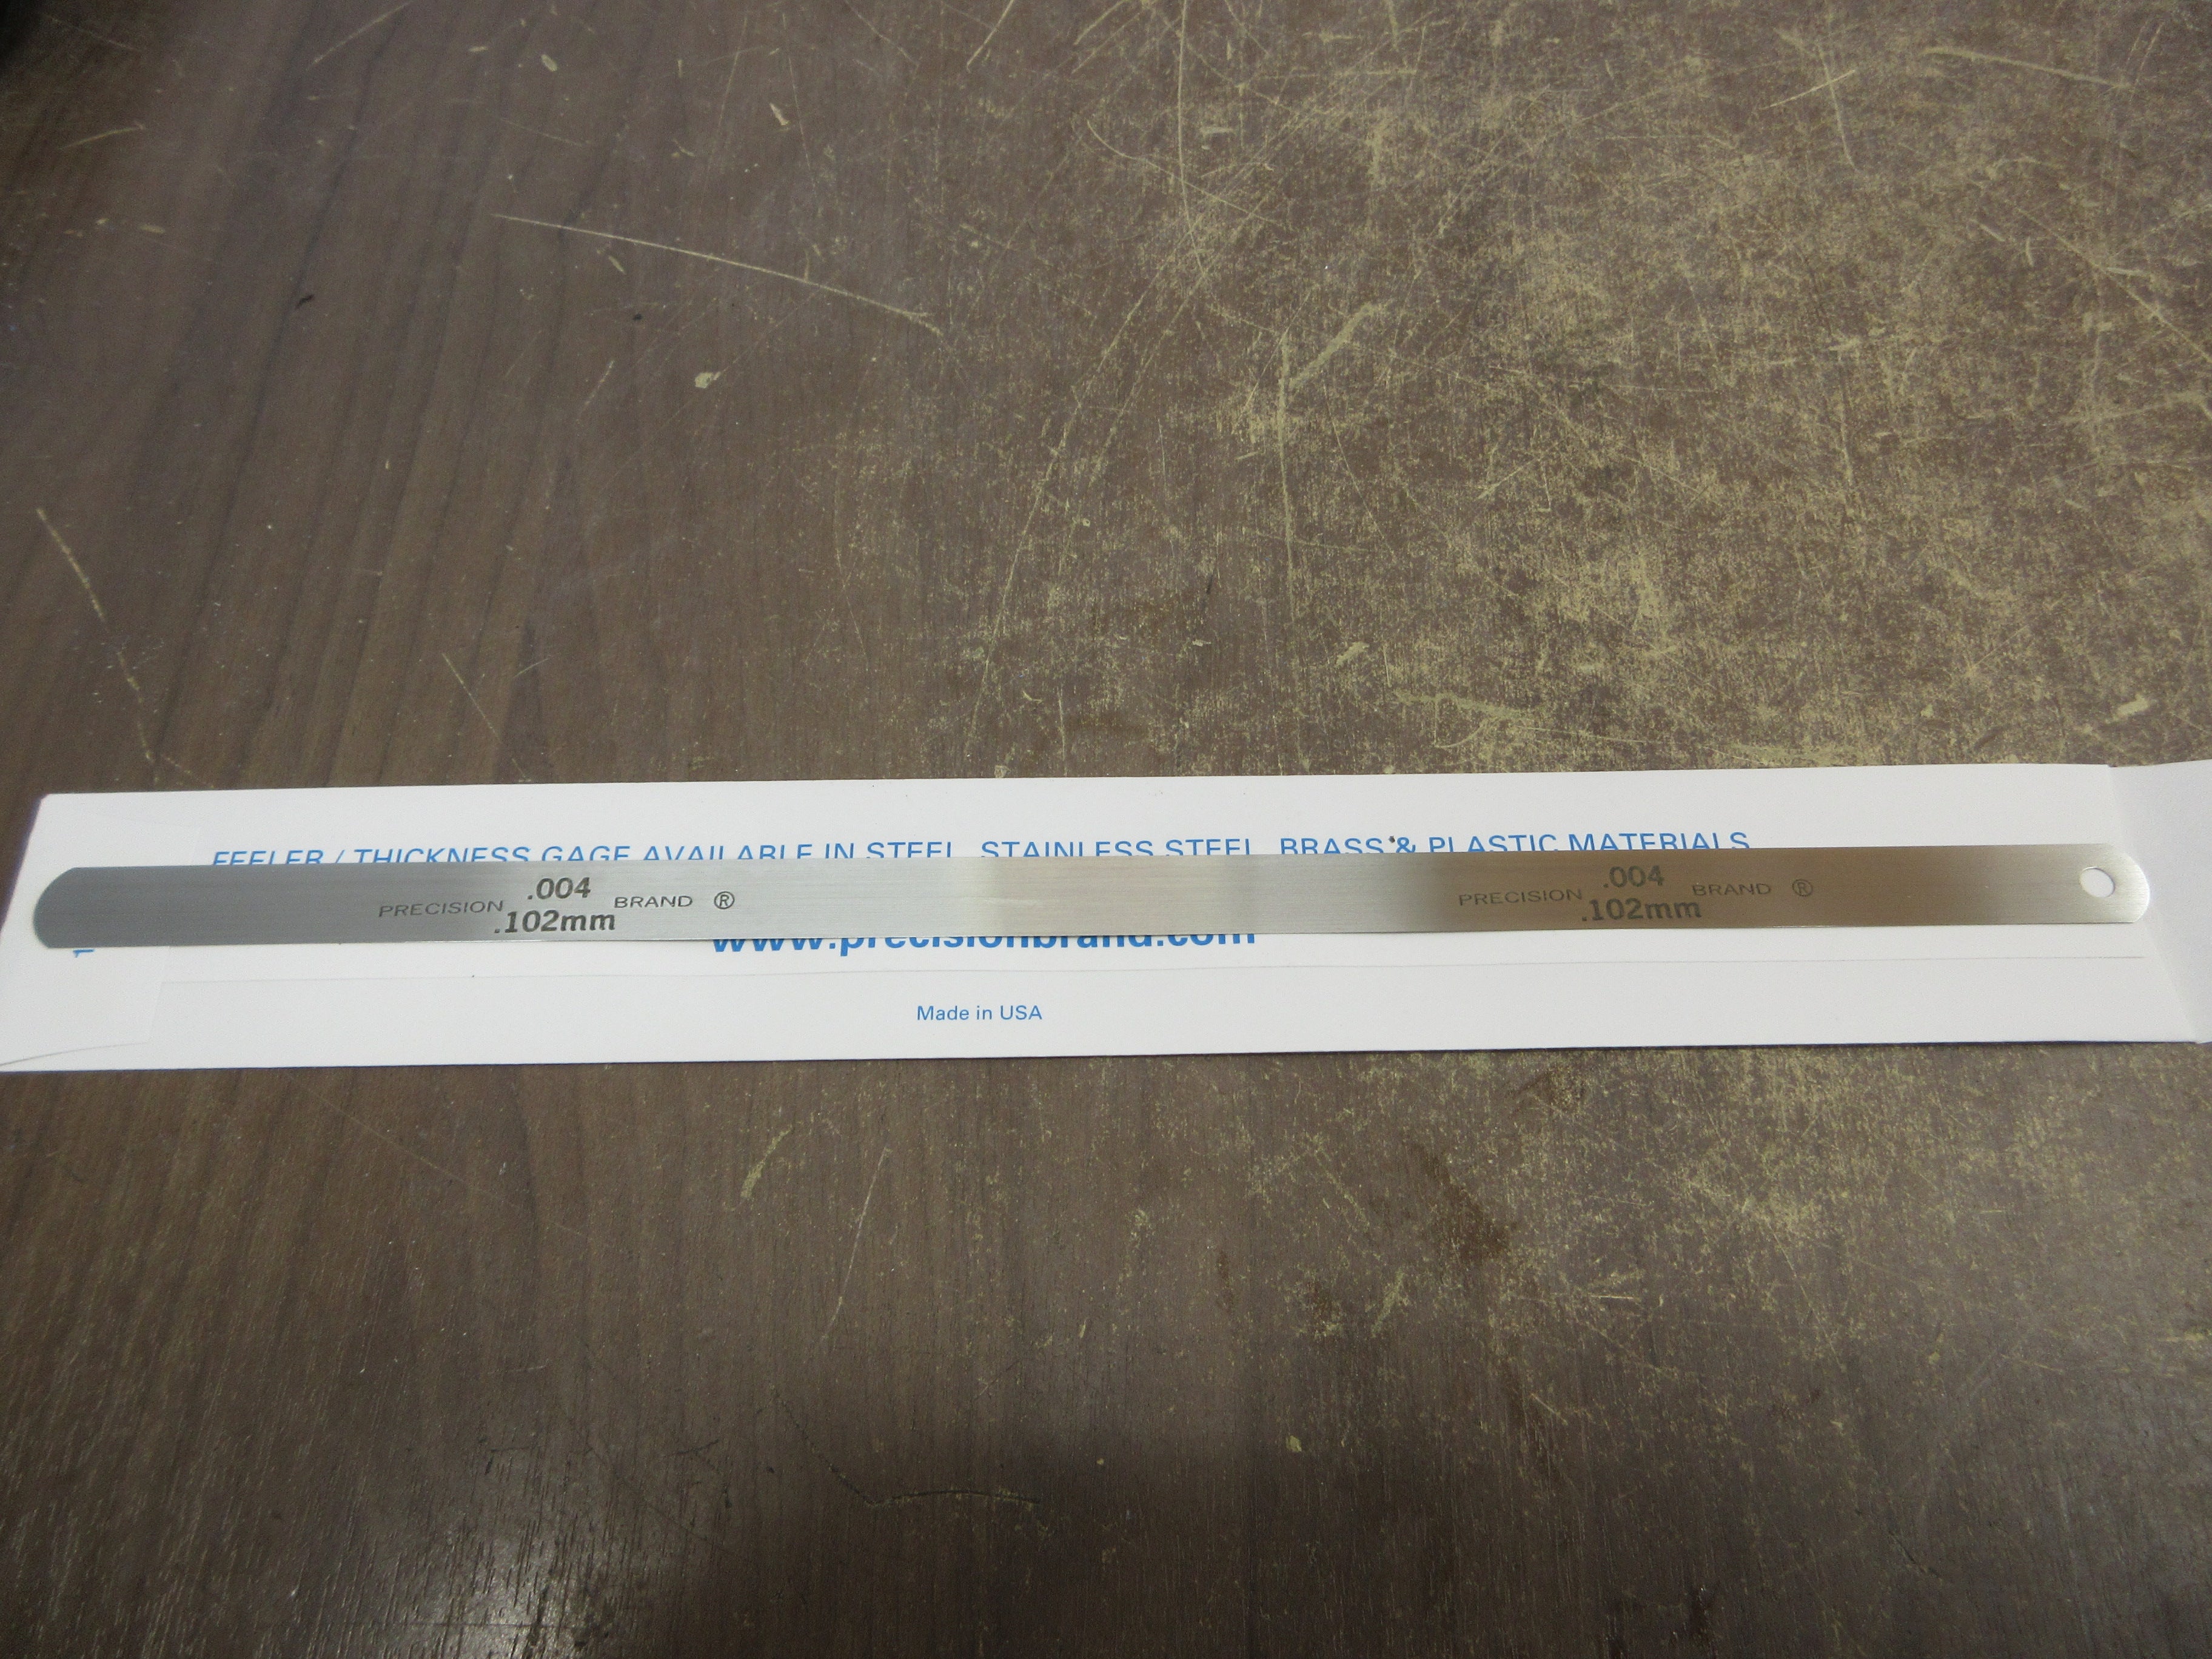 FEELER / THICKNESS GAGE AVAILABLE IN STEEL, STAINLESS STEEL, BRASS & PLASTIC MATERIALS
PRECISION .004 BRAND ®
.102mm
PRECISION .004 BRAND ®
.102mm
www.precisionbrand.com
Made in USA